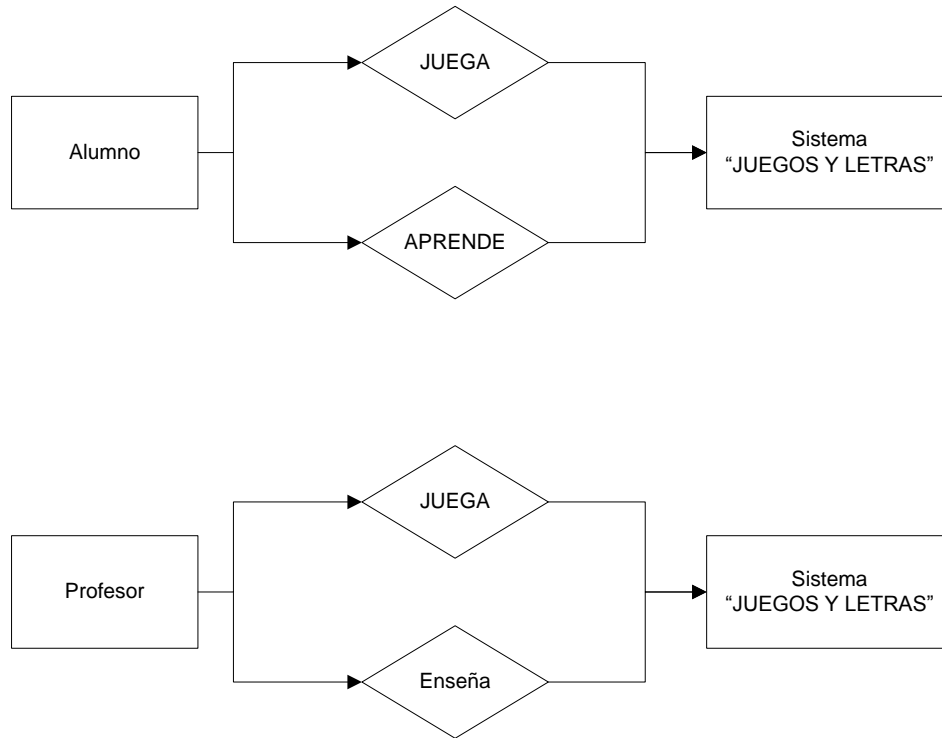 JUEGA
Alumno
Sistema
“JUEGOS Y LETRAS”
APRENDE
JUEGA
Profesor
Sistema
“JUEGOS Y LETRAS”
Enseña